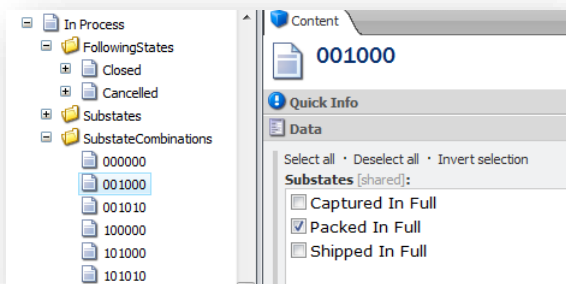 In Process
FollowingStates
Closed
Cancelled
Substates
SubstateCombinations
000000
001000
001010
100000
101000
101010
Content
001000
Quick Info
Data
Select all · Deselect all · Invert selection
Substates [shared]:
Captured In Full
Packed In Full
Shipped In Full